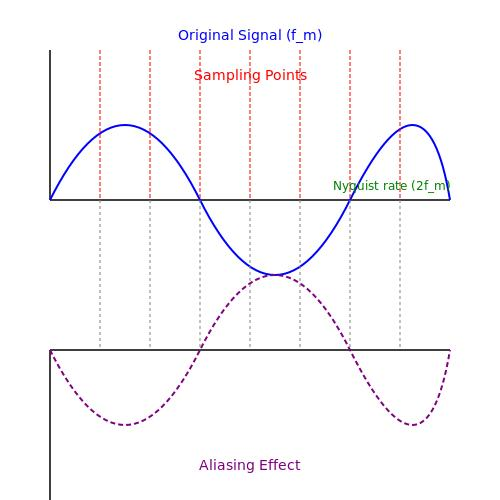 Original Signal (f_m)
Sampling Points
Nyquist rate (2f_m)
Aliasing Effect